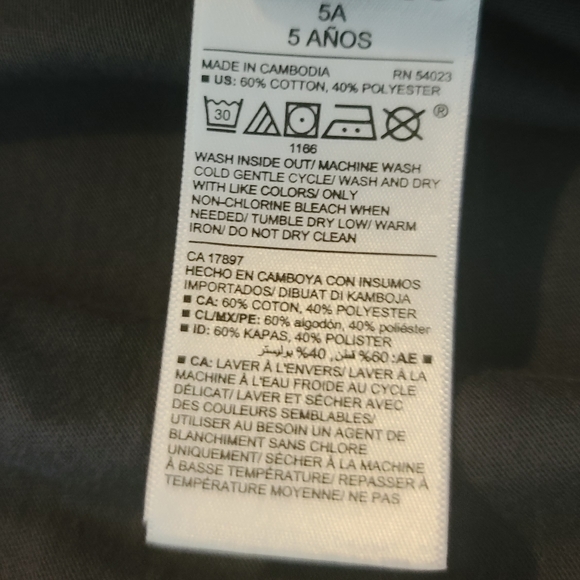 5A
5 AÑOS
MADE IN CAMBODIA RN 54023
■ US: 60% COTTON, 40% POLYESTER
30 ®
1166
WASH INSIDE OUT/ MACHINE WASH
COLD GENTLE CYCLE/ WASH AND DRY
WITH LIKE COLORS/ ONLY
NON-CHLORINE BLEACH WHEN
NEEDED/ TUMBLE DRY LOW/ WARM
IRON/ DO NOT DRY CLEAN
CA 17897
HECHO EN CAMBOYA CON INSUMOS
IMPORTADOS/ DIBUAT DI KAMBOJA
■ CA: 60% COTON, 40% POLYESTER
■ CL/MX/PE: 60% algodón, 40% poliéster
■ ID: 60% KAPAS, 40% POLISTER
■ AE: 60% قطن, 40% بوليستر
■ CA: LAVER À L'ENVERS/ LAVER À LA
MACHINE À L'EAU FROIDE AU CYCLE
DÉLICAT/ LAVER ET SÉCHER AVEC
DES COULEURS SEMBLABLES/
UTILISER AU BESOIN UN AGENT DE
BLANCHIMENT SANS CHLORE
UNIQUEMENT/ SÉCHER À LA MACHINE
À BASSE TEMPÉRATURE/ REPASSER À
TEMPÉRATURE MOYENNE/ NE PAS